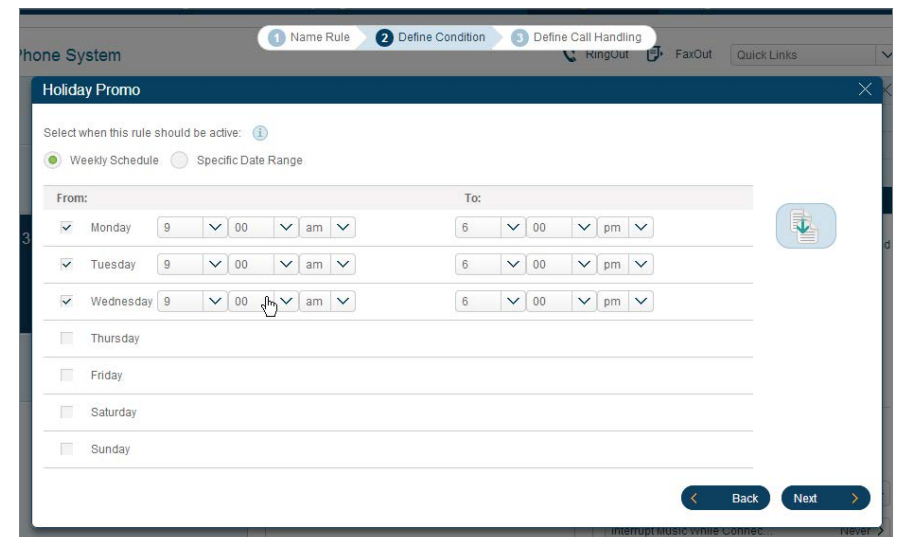 1 Name Rule 2 Define Condition 3 Define Call Handling
Phone System RingOut FaxOut Quick Links
Holiday Promo
Select when this rule should be active: i
Weekly Schedule Specific Date Range
From: To:
Monday 9 00 am 6 00 pm
Tuesday 9 00 am 6 00 pm
Wednesday 9 00 am 6 00 pm
Thursday
Friday
Saturday
Sunday
Back Next
Interrupt Music While Connec... Never